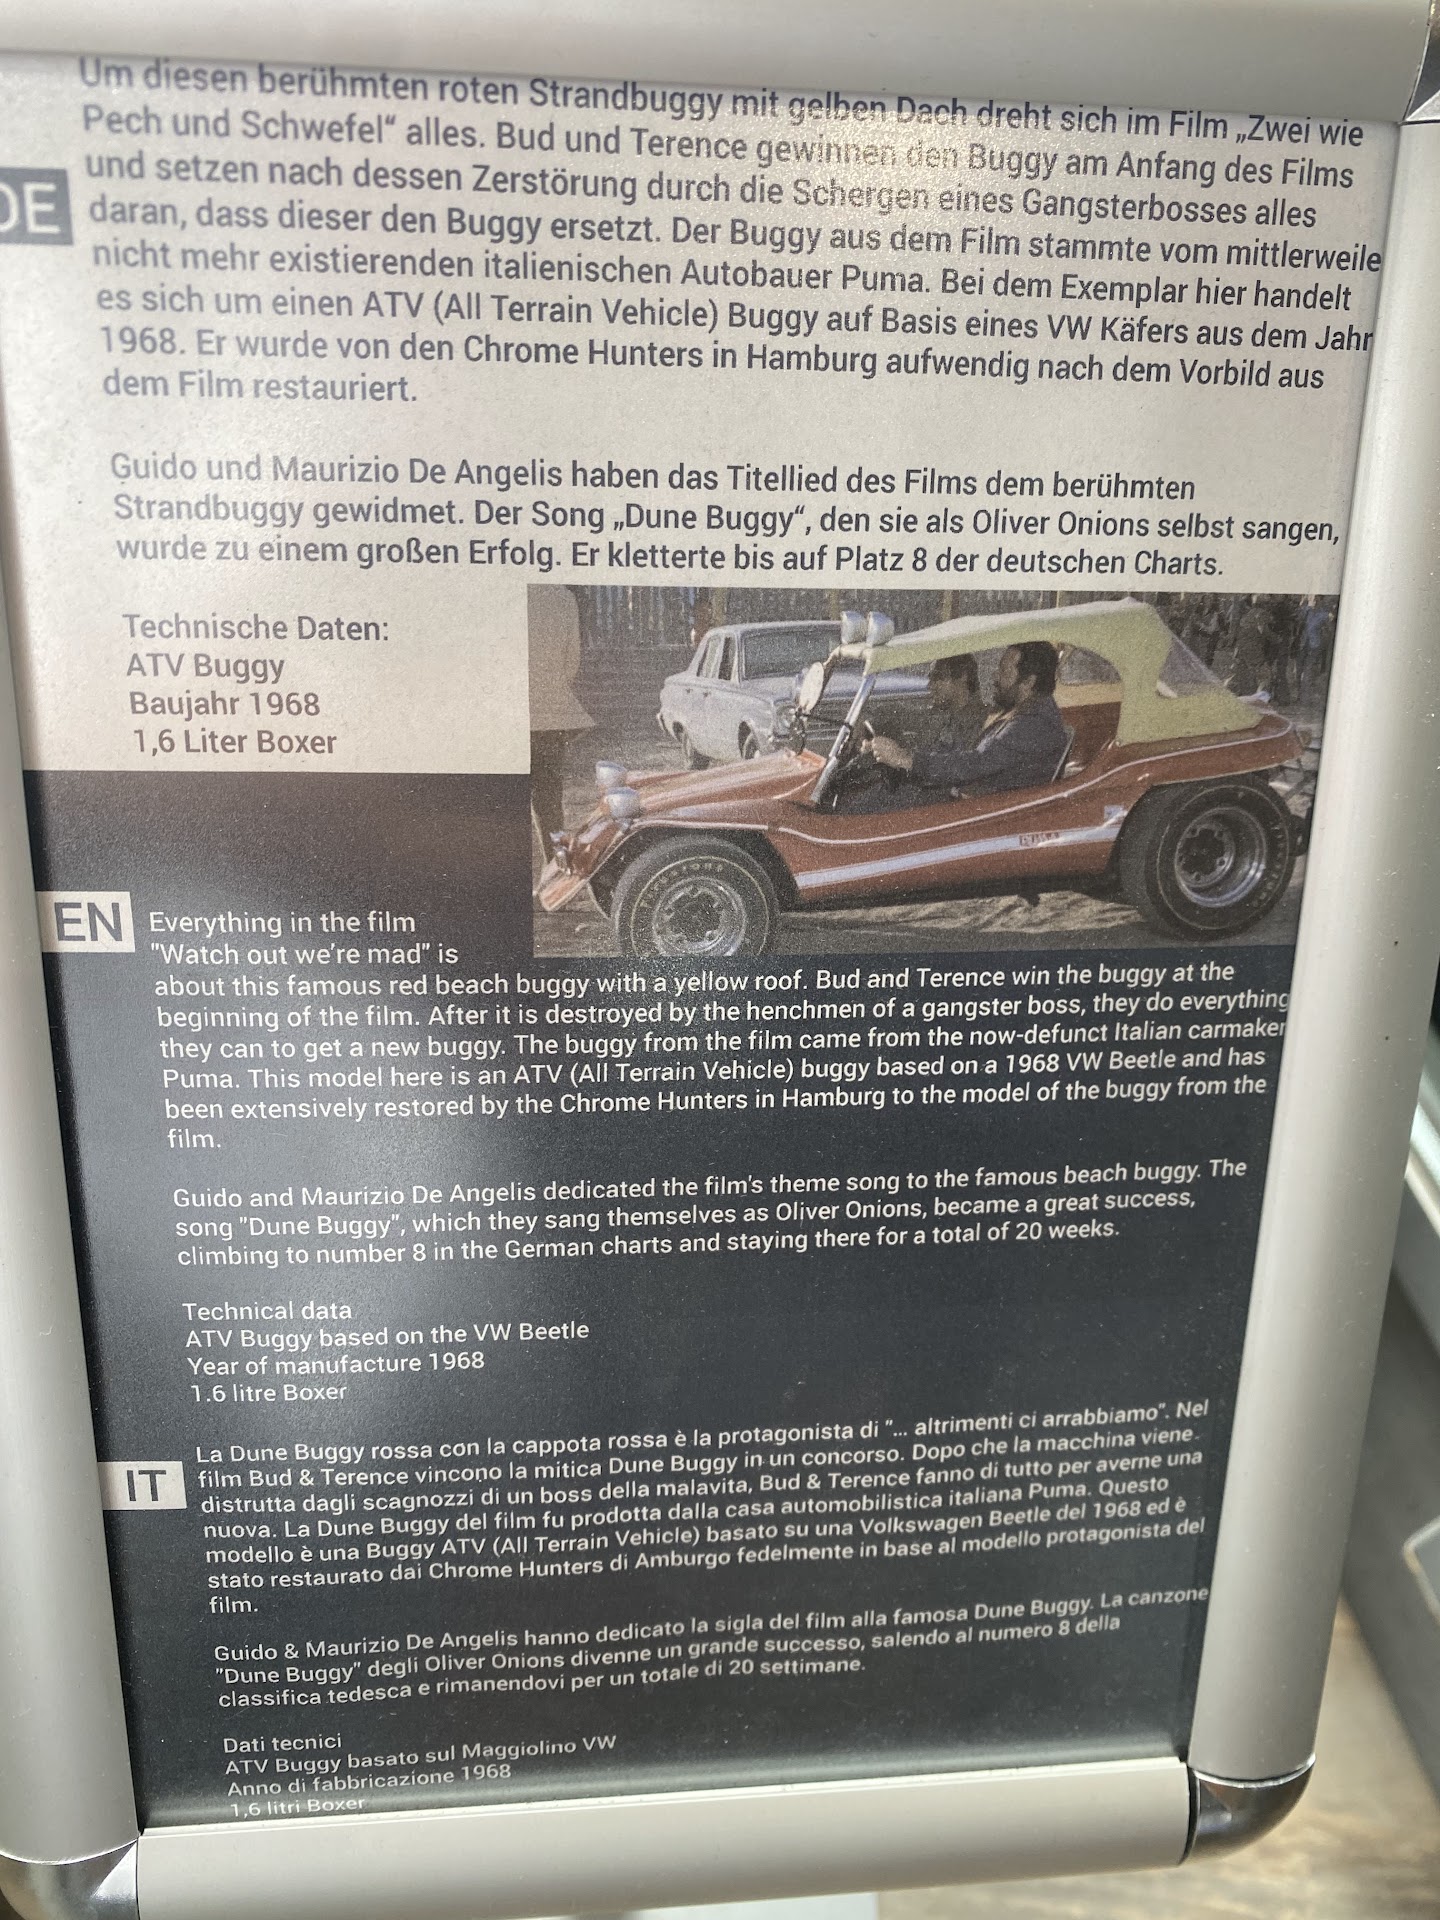 Um diesen berühmten roten Strandbuggy mit gelben Dach dreht sich im Film „Zwei wie
Pech und Schwefel“ alles. Bud und Terence gewinnen den Buggy am Anfang des Films
und setzen nach dessen Zerstörung durch die Schergen eines Gangsterbosses alles
DE
daran, dass dieser den Buggy ersetzt. Der Buggy aus dem Film stammte vom mittlerweile
nicht mehr existierenden italienischen Autobauer Puma. Bei dem Exemplar hier handelt
es sich um einen ATV (All Terrain Vehicle) Buggy auf Basis eines VW Käfers aus dem Jahr
1968. Er wurde von den Chrome Hunters in Hamburg aufwendig nach dem Vorbild aus
dem Film restauriert.
Guido und Maurizio De Angelis haben das Titellied des Films dem berühmten
Strandbuggy gewidmet. Der Song „Dune Buggy“, den sie als Oliver Onions selbst sangen,
wurde zu einem großen Erfolg. Er kletterte bis auf Platz 8 der deutschen Charts.
Technische Daten:
ATV Buggy
Baujahr 1968
1,6 Liter Boxer
PUMA
Firestone
EN
Everything in the film
"Watch out we’re mad" is
about this famous red beach buggy with a yellow roof. Bud and Terence win the buggy at the
beginning of the film. After it is destroyed by the henchmen of a gangster boss, they do everything
they can to get a new buggy. The buggy from the film came from the now-defunct Italian carmaker
Puma. This model here is an ATV (All Terrain Vehicle) buggy based on a 1968 VW Beetle and has
been extensively restored by the Chrome Hunters in Hamburg to the model of the buggy from the
film.
Guido and Maurizio De Angelis dedicated the film's theme song to the famous beach buggy. The
song "Dune Buggy", which they sang themselves as Oliver Onions, became a great success,
climbing to number 8 in the German charts and staying there for a total of 20 weeks.
Technical data
ATV Buggy based on the VW Beetle
Year of manufacture 1968
1.6 litre Boxer
IT
La Dune Buggy rossa con la cappota rossa è la protagonista di "... altrimenti ci arrabbiamo". Nel
film Bud & Terence vincono la mitica Dune Buggy in un concorso. Dopo che la macchina viene
distrutta dagli scagnozzi di un boss della malavita, Bud & Terence fanno di tutto per averne una
nuova. La Dune Buggy del film fu prodotta dalla casa automobilistica italiana Puma. Questo
modello è una Buggy ATV (All Terrain Vehicle) basato su una Volkswagen Beetle del 1968 ed è
stato restaurato dai Chrome Hunters di Amburgo fedelmente in base al modello protagonista del
film.
Guido & Maurizio De Angelis hanno dedicato la sigla del film alla famosa Dune Buggy. La canzone
"Dune Buggy" degli Oliver Onions divenne un grande successo, salendo al numero 8 della
classifica tedesca e rimanendovi per un totale di 20 settimane.
Dati tecnici
ATV Buggy basato sul Maggiolino VW
Anno di fabbricazione 1968
1,6 litri Boxer